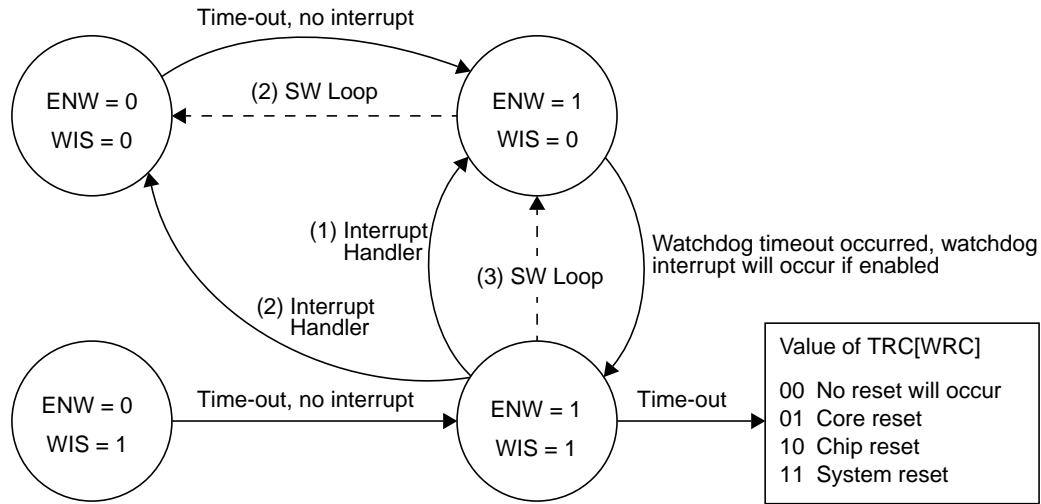 Time-out, no interrupt
ENW = 0
WIS = 0
(2) SW Loop
ENW = 1
WIS = 0
(1) Interrupt
Handler
(3) SW Loop
Watchdog timeout occurred, watchdog
interrupt will occur if enabled
(2) Interrupt
Handler
ENW = 0
WIS = 1
Time-out, no interrupt
ENW = 1
WIS = 1
Time-out
Value of TRC[WRC]
00 No reset will occur
01 Core reset
10 Chip reset
11 System reset